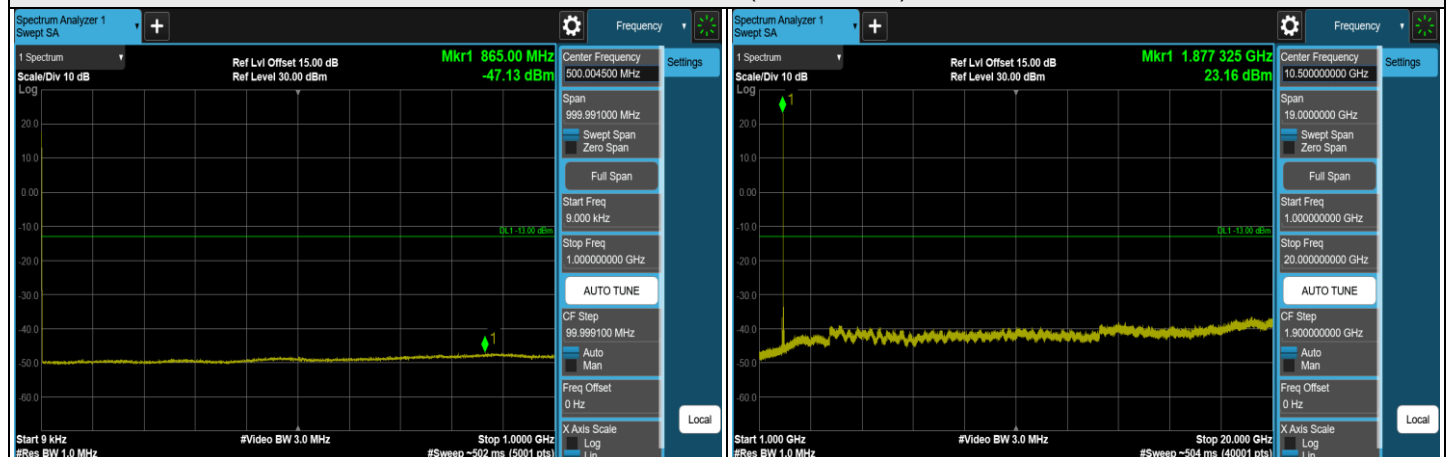 Spectrum Analyzer 1
Swept SA
+
Frequency
1 Spectrum
Scale/Div 10 dB
Ref Lvl Offset 15.00 dB
Ref Level 30.00 dBm
Mkr1 865.00 MHz
-47.13 dBm
Log
20.0
10.0
0.00
-10.0
-20.0
-30.0
-40.0
-50.0
-60.0
DL1 -13.00 dBm
1
Start 9 kHz
#Video BW 3.0 MHz
Stop 1.0000 GHz
#Res BW 1.0 MHz
#Sweep ~502 ms (5001 pts)
Center Frequency
500.004500 MHz
Settings
Span
999.991000 MHz
Swept Span
Zero Span
Full Span
Start Freq
9.000 kHz
Stop Freq
1.000000000 GHz
AUTO TUNE
CF Step
99.999100 MHz
Auto
Man
Freq Offset
0 Hz
X Axis Scale
Log
Lin
Local
Spectrum Analyzer 1
Swept SA
+
Frequency
1 Spectrum
Scale/Div 10 dB
Ref Lvl Offset 15.00 dB
Ref Level 30.00 dBm
Mkr1 1.877 325 GHz
23.16 dBm
Log
20.0
10.0
0.00
-10.0
-20.0
-30.0
-40.0
-50.0
-60.0
DL1 -13.00 dBm
1
Start 1.000 GHz
#Video BW 3.0 MHz
Stop 20.000 GHz
#Res BW 1.0 MHz
#Sweep ~504 ms (40001 pts)
Center Frequency
10.500000000 GHz
Settings
Span
19.0000000 GHz
Swept Span
Zero Span
Full Span
Start Freq
1.000000000 GHz
Stop Freq
20.000000000 GHz
AUTO TUNE
CF Step
1.900000000 GHz
Auto
Man
Freq Offset
0 Hz
X Axis Scale
Log
Lin
Local